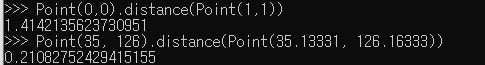 >>> Point(0,0).distance(Point(1,1))
1.4142135623730951
>>> Point(35, 126).distance(Point(35.13331, 126.16333))
0.21082752429415155